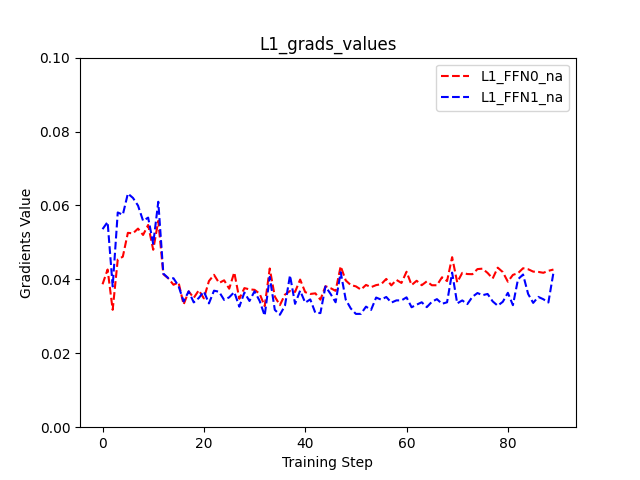 L1_grads_values
L1_FFN0_na
L1_FFN1_na
Gradients Value
0.10
0.08
0.06
0.04
0.02
0.00
0
20
40
60
80
Training Step